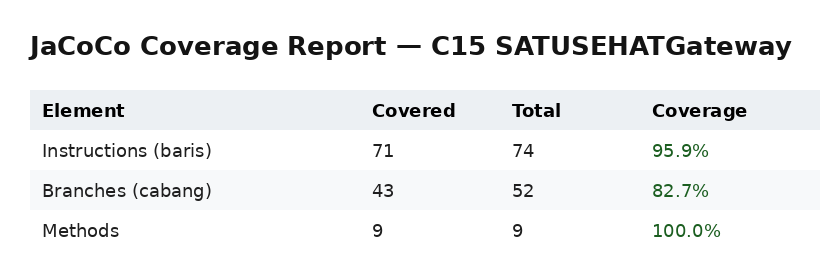 JaCoCo Coverage Report — C15 SATUSEHATGateway
Element Covered Total Coverage
Instructions (baris) 71 74 95.9%
Branches (cabang) 43 52 82.7%
Methods 9 9 100.0%